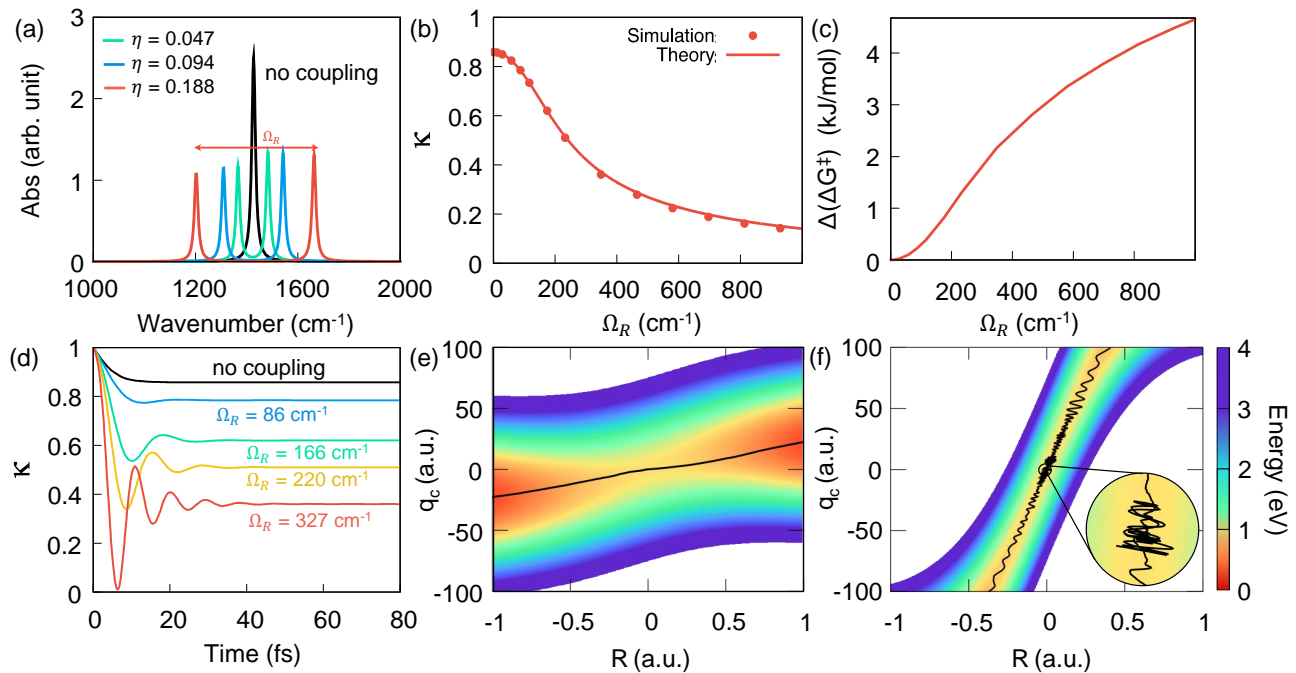 (a)
η = 0.047
η = 0.094
η = 0.188
no coupling
Ω_R
Abs (arb. unit)
3
2
1
0
1000 1200 1400 1600 2000
Wavenumber (cm⁻¹)
(b)
Simulation:
Theory:
κ
1
0.8
0.6
0.4
0.2
0
0 200 400 600 800
Ω_R (cm⁻¹)
(c)
Δ(ΔG‡) (kJ/mol)
4
3
2
1
0
0 200 400 600 800
Ω_R (cm⁻¹)
(d)
no coupling
Ω_R = 86 cm⁻¹
Ω_R = 166 cm⁻¹
Ω_R = 220 cm⁻¹
Ω_R = 327 cm⁻¹
κ
1
0.8
0.6
0.4
0.2
0
0 20 40 60 80
Time (fs)
(e)
q_c (a.u.)
100
50
0
-50
-100
-1 -0.5 0 0.5 1
R (a.u.)
(f)
q_c (a.u.)
100
50
0
-50
-100
-1 -0.5 0 0.5 1
R (a.u.)
4
3
2
1
0
Energy (eV)